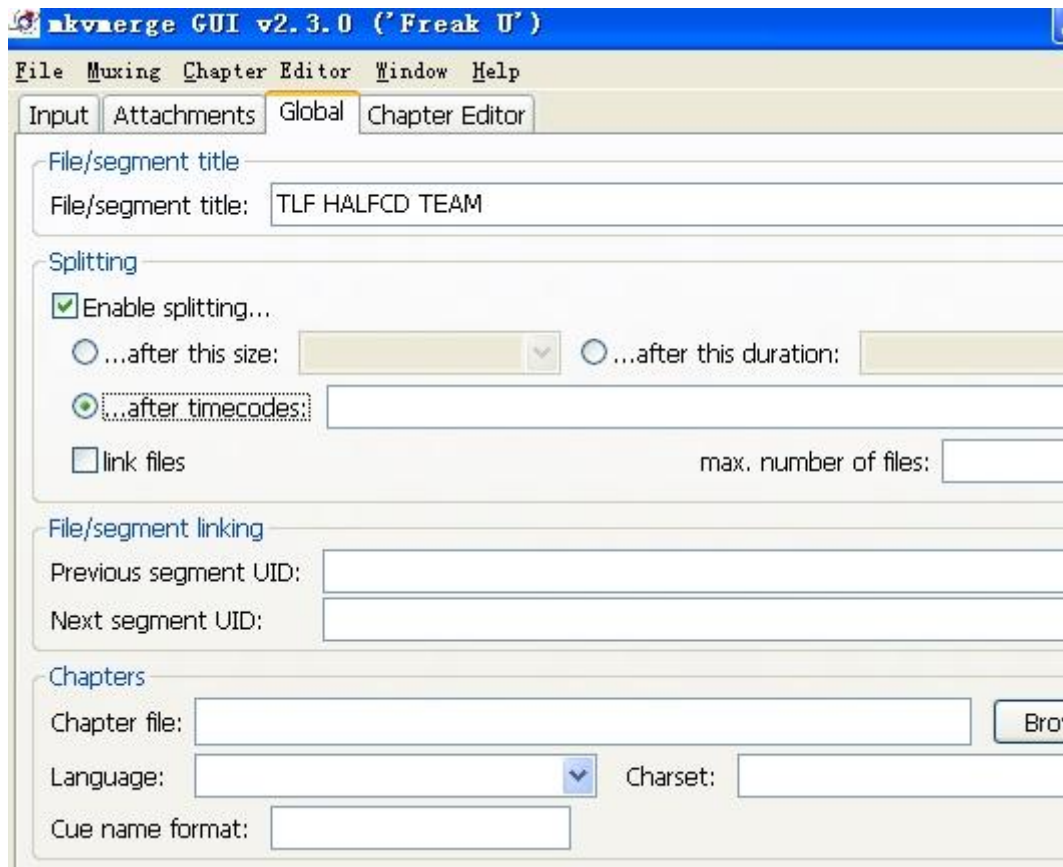 mkvmerge GUI v2.3.0 ('Freak U')
File Muxing Chapter Editor Window Help
Input Attachments Global Chapter Editor
File/segment title
File/segment title: TLF HALFCD TEAM
Splitting
Enable splitting...
...after this size: ...after this duration:
...after timecodes:
link files max. number of files:
File/segment linking
Previous segment UID:
Next segment UID:
Chapters
Chapter file: Bro
Language: Charset:
Cue name format: